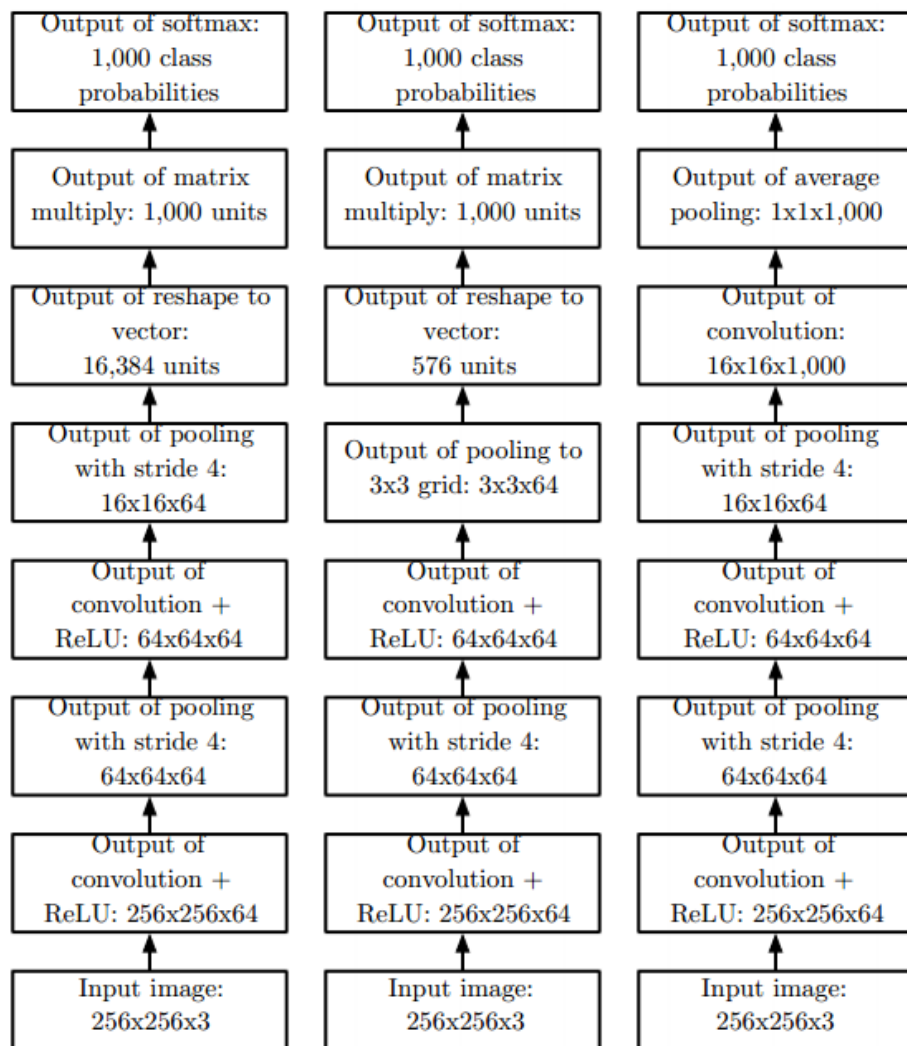 Output of softmax:
1,000 class
probabilities
Output of matrix
multiply: 1,000 units
Output of reshape to
vector:
16,384 units
Output of pooling
with stride 4:
16x16x64
Output of
convolution +
ReLU: 64x64x64
Output of pooling
with stride 4:
64x64x64
Output of
convolution +
ReLU: 256x256x64
Input image:
256x256x3
Output of softmax:
1,000 class
probabilities
Output of matrix
multiply: 1,000 units
Output of reshape to
vector:
576 units
Output of pooling to
3x3 grid: 3x3x64
Output of
convolution +
ReLU: 64x64x64
Output of pooling
with stride 4:
64x64x64
Output of
convolution +
ReLU: 256x256x64
Input image:
256x256x3
Output of softmax:
1,000 class
probabilities
Output of average
pooling: 1x1x1,000
Output of
convolution:
16x16x1,000
Output of pooling
with stride 4:
16x16x64
Output of
convolution +
ReLU: 64x64x64
Output of pooling
with stride 4:
64x64x64
Output of
convolution +
ReLU: 256x256x64
Input image:
256x256x3